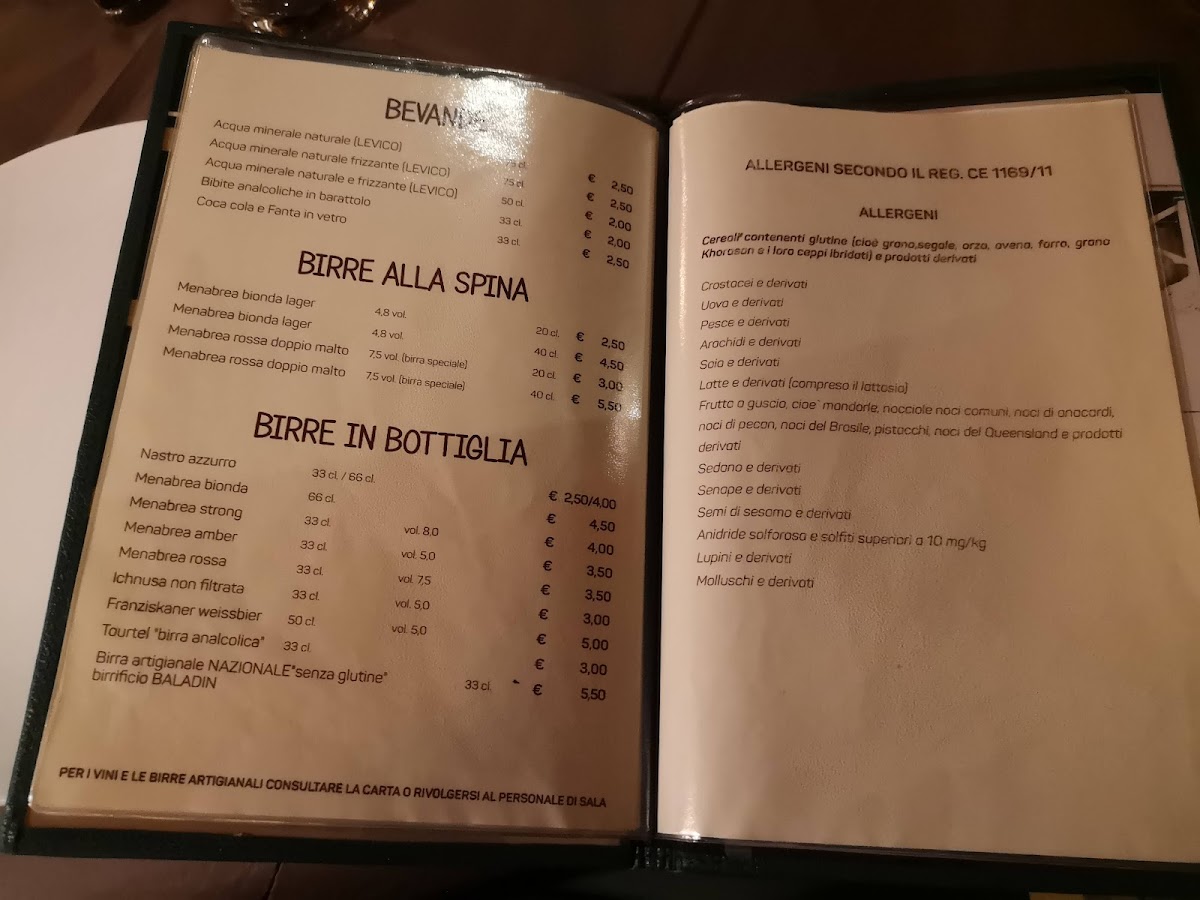 BEVANDE
Acqua minerale naturale (LEVICO) 75 cl. € 2,50
Acqua minerale naturale frizzante (LEVICO) 75 cl € 2,50
Acqua minerale naturale e frizzante (LEVICO) 50 cl. € 2,00
Bibite analcoliche in barattolo 33 cl. € 2,00
Coca cola e Fanta in vetro 33 cl. € 2,50
BIRRE ALLA SPINA
Menabrea bionda lager 4,8 vol. 20 cl. € 2,50
Menabrea bionda lager 4,8 vol. 40 cl. € 4,50
Menabrea rossa doppio malto 7,5 vol. (birra speciale) 20 cl. € 3,00
Menabrea rossa doppio malto 7,5 vol. (birra speciale) 40 cl. € 5,50
BIRRE IN BOTTIGLIA
Nastro azzurro 33 cl. / 66 cl. € 2,50/4,00
Menabrea bionda 66 cl. € 4,50
Menabrea strong 33 cl. vol. 8,0 € 4,00
Menabrea amber 33 cl. vol. 5,0 € 3,50
Menabrea rossa 33 cl. vol. 7,5 € 3,50
Ichnusa non filtrata 33 cl. vol. 5,0 € 3,00
Franziskaner weissbier 50 cl. vol. 5,0 € 5,00
Tourtel "birra analcolica" 33 cl. € 3,00
Birra artigianale NAZIONALE"senza glutine" 33 cl. € 5,50
birrificio BALADIN
PER I VINI E LE BIRRE ARTIGIANALI CONSULTARE LA CARTA O RIVOLGERSI AL PERSONALE DI SALA
ALLERGENI SECONDO IL REG. CE 1169/11
ALLERGENI
Cereali contenenti glutine (cioè grano,segale, orzo, avena, farro, grano
Khorasan e i loro ceppi ibridati) e prodotti derivati
Crostacei e derivati
Uova e derivati
Pesce e derivati
Arachidi e derivati
Soia e derivati
Latte e derivati (compreso il lattosio)
Frutta a guscio, cioe` mandorle, nocciole noci comuni, noci di anacardi,
noci di pecan, noci del Brasile, pistacchi, noci del Queensland e prodotti
derivati
Sedano e derivati
Senape e derivati
Semi di sesamo e derivati
Anidride solforosa e solfiti superiori a 10 mg/kg
Lupini e derivati
Molluschi e derivati